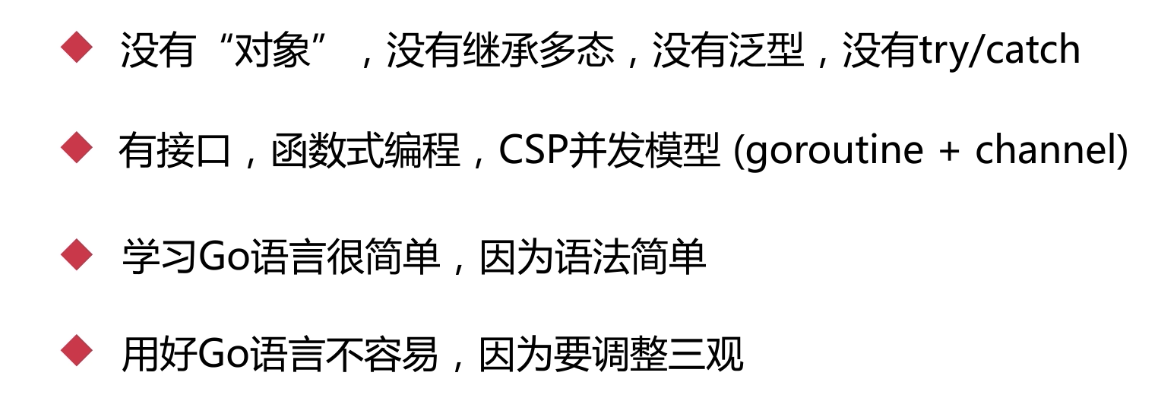 没有“对象”，没有继承多态，没有泛型，没有try/catch
有接口，函数式编程，CSP并发模型 (goroutine + channel)
学习Go语言很简单，因为语法简单
用好Go语言不容易，因为要调整三观